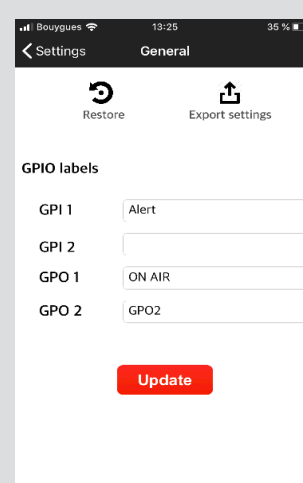 Bouygues 13:25 35 %
Settings General
Restore Export settings
GPIO labels
GPI 1 Alert
GPI 2
GPO 1 ON AIR
GPO 2 GPO2
Update